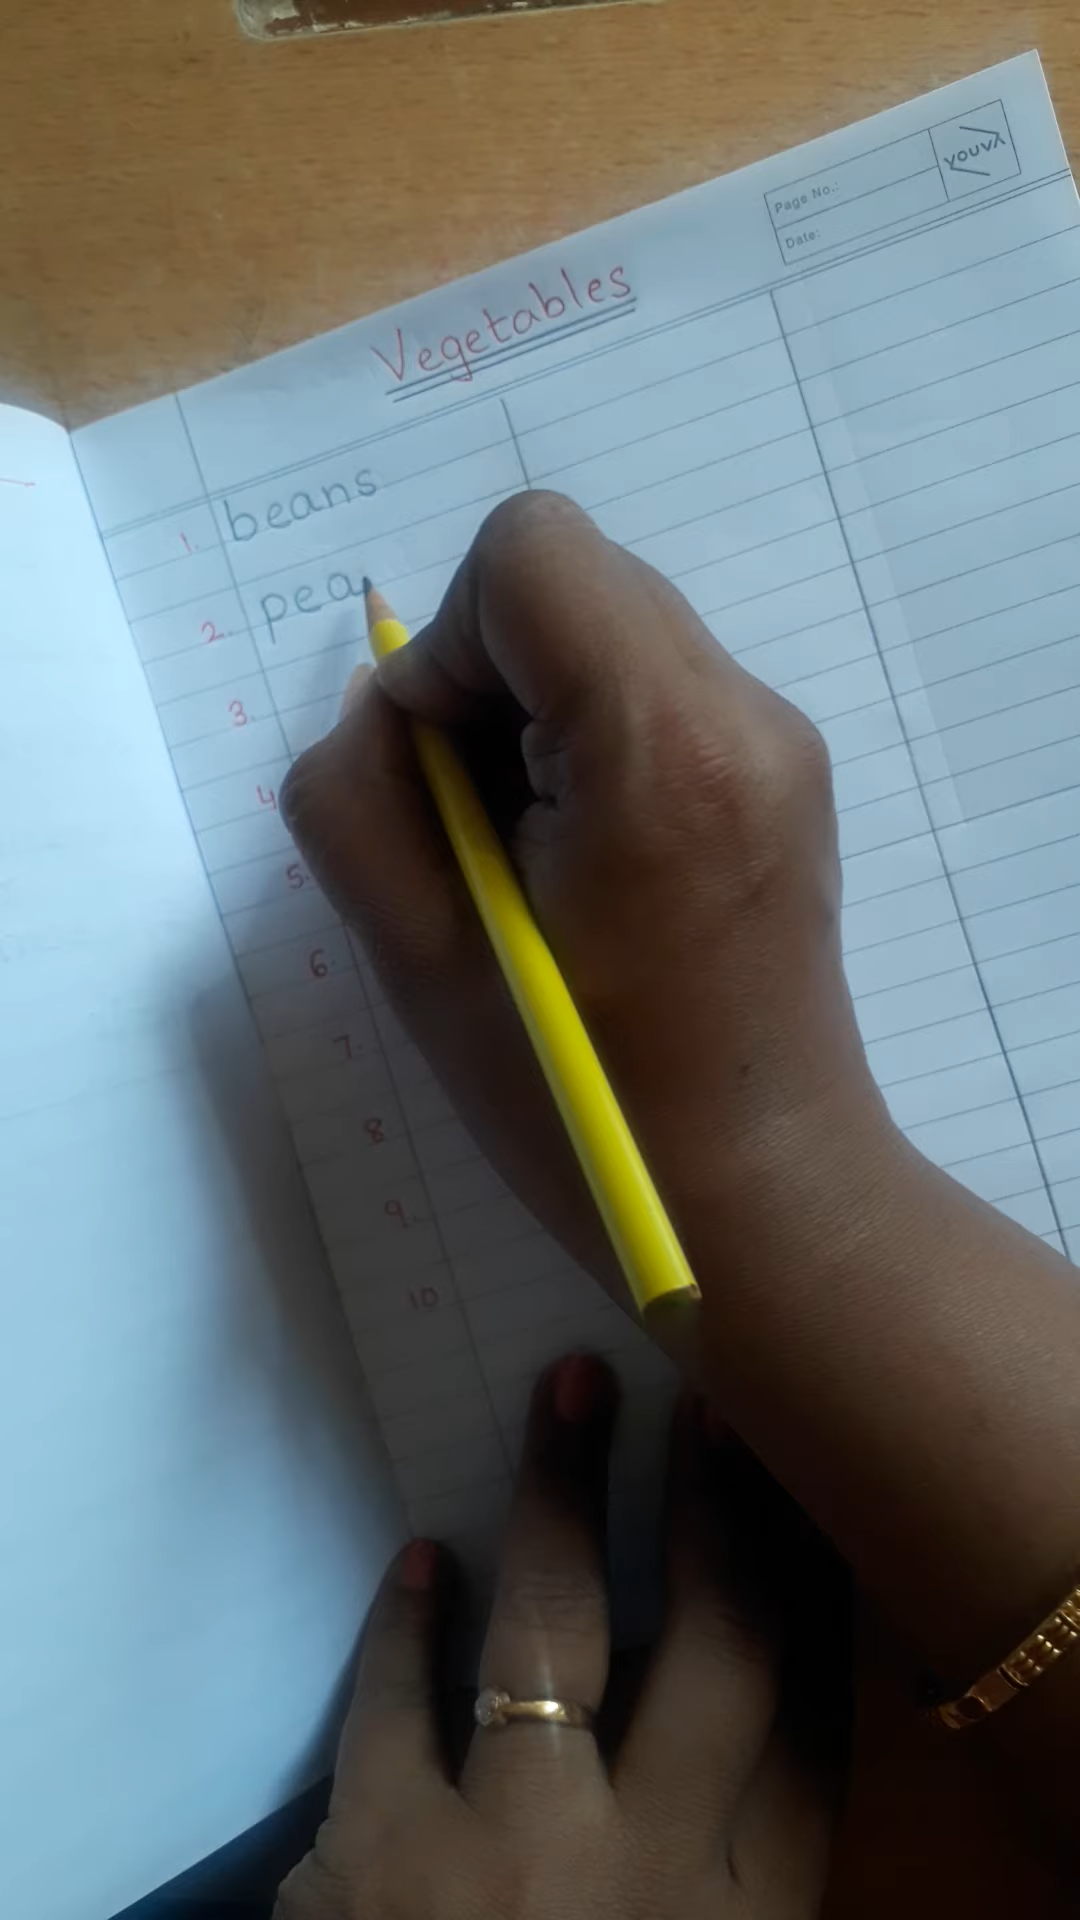 Page No.:
YOUVA
Date:
Vegetables
1. beans
2. pea
3.
4
5.
6.
7.
8
9.
10